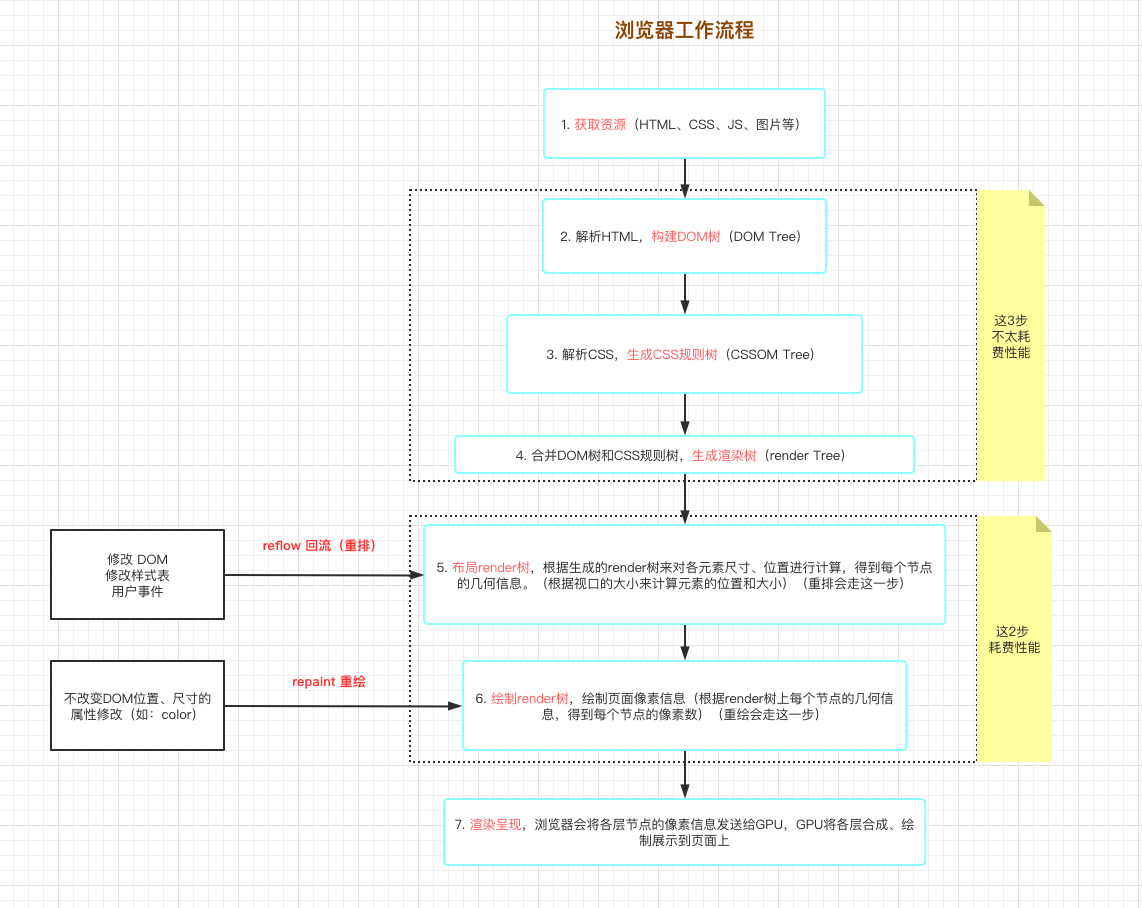 浏览器工作流程
1. 获取资源（HTML、CSS、JS、图片等）
2. 解析HTML，构建DOM树（DOM Tree）
3. 解析CSS，生成CSS规则树（CSSOM Tree）
4. 合并DOM树和CSS规则树，生成渲染树（render Tree）
这3步
不太耗
费性能
修改 DOM
修改样式表
用户事件
reflow 回流（重排）
5. 布局render树，根据生成的render树来对各元素尺寸、位置进行计算，得到每个节点
的几何信息。（根据视口的大小来计算元素的位置和大小）（重排会走这一步）
这2步
耗费性能
不改变DOM位置、尺寸的
属性修改（如：color）
repaint 重绘
6. 绘制render树，绘制页面像素信息（根据render树上每个节点的几何信
息，得到每个节点的像素数）（重绘会走这一步）
7. 渲染呈现，浏览器会将各层节点的像素信息发送给GPU，GPU将各层合成、绘
制展示到页面上